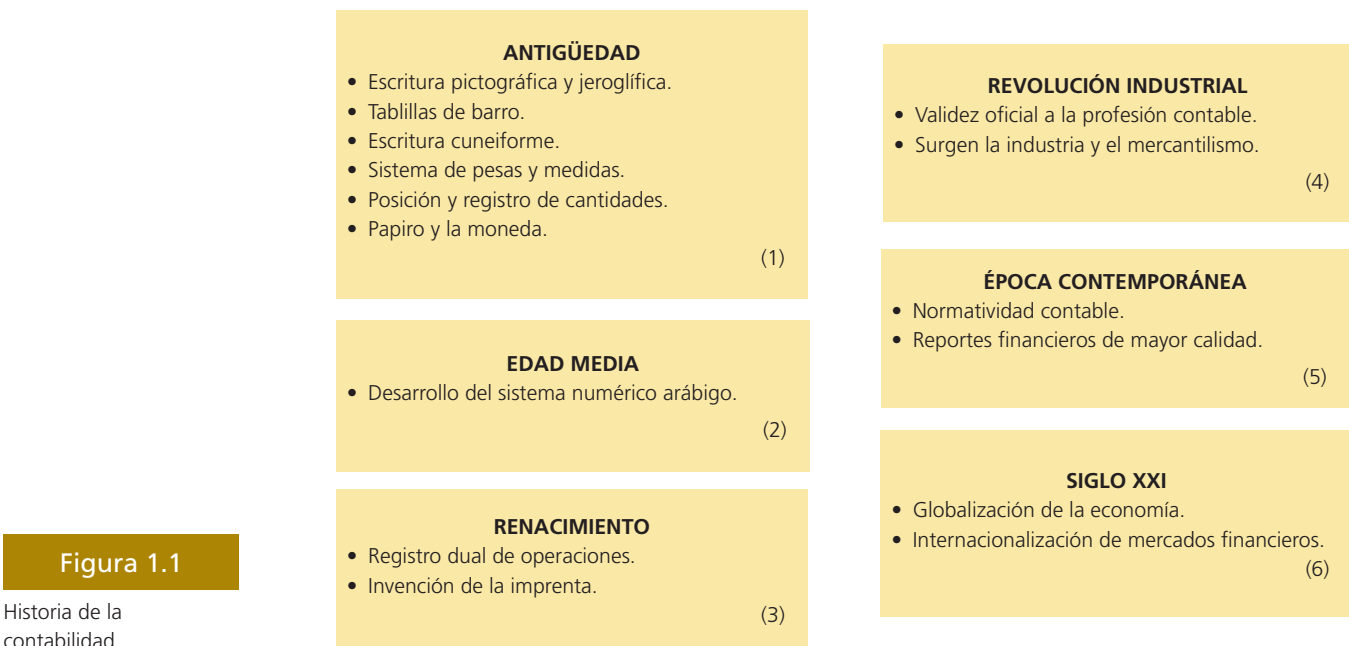 ANTIGÜEDAD
• Escritura pictográfica y jeroglífica.
• Tablillas de barro.
• Escritura cuneiforme.
• Sistema de pesas y medidas.
• Posición y registro de cantidades.
• Papiro y la moneda.
(1)
EDAD MEDIA
• Desarrollo del sistema numérico arábigo.
(2)
RENACIMIENTO
• Registro dual de operaciones.
• Invención de la imprenta.
(3)
REVOLUCIÓN INDUSTRIAL
• Validez oficial a la profesión contable.
• Surgen la industria y el mercantilismo.
(4)
ÉPOCA CONTEMPORÁNEA
• Normatividad contable.
• Reportes financieros de mayor calidad.
(5)
SIGLO XXI
• Globalización de la economía.
• Internacionalización de mercados financieros.
(6)
Figura 1.1
Historia de la
contabilidad